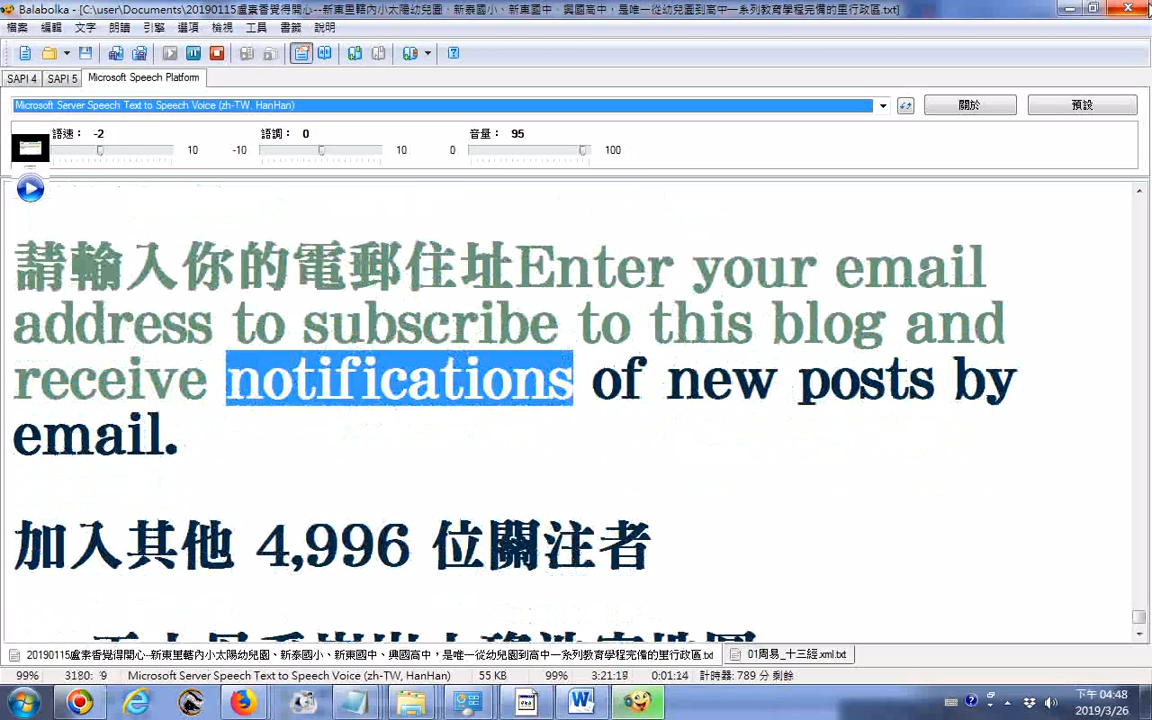 Balabolka - [C:\user\Documents\20190115盧素香覺得開心--新東里轄內小太陽幼兒園、新泰國小、新東國中、興國高中，是唯一從幼兒園到高中一系列教育學程完備的里行政區.txt]
檔案 編輯 文字 朗讀 引擎 選項 檢視 工具 書籤 說明
SAPI 4 SAPI 5 Microsoft Speech Platform
Microsoft Server Speech Text to Speech Voice (zh-TW, HanHan) 關於 預設
語速： -2 語調： 0 音量： 95
10 -10 10 0 100
請輸入你的電郵住址Enter your email
address to subscribe to this blog and
receive notifications of new posts by
email.
加入其他 4,996 位關注者
20190115盧素香覺得開心--新東里轄內小太陽幼兒園、新泰國小、新東國中、興國高中，是唯一從幼兒園到高中一系列教育學程完備的里行政區.txt 01周易_十三經.xml.txt
99% Microsoft Server Speech Text to Speech Voice (zh-TW, HanHan) 55 KB 99% 3:21:19 0:01:14 計時器: 789 分 剩餘
下午 04:48
2019/3/26